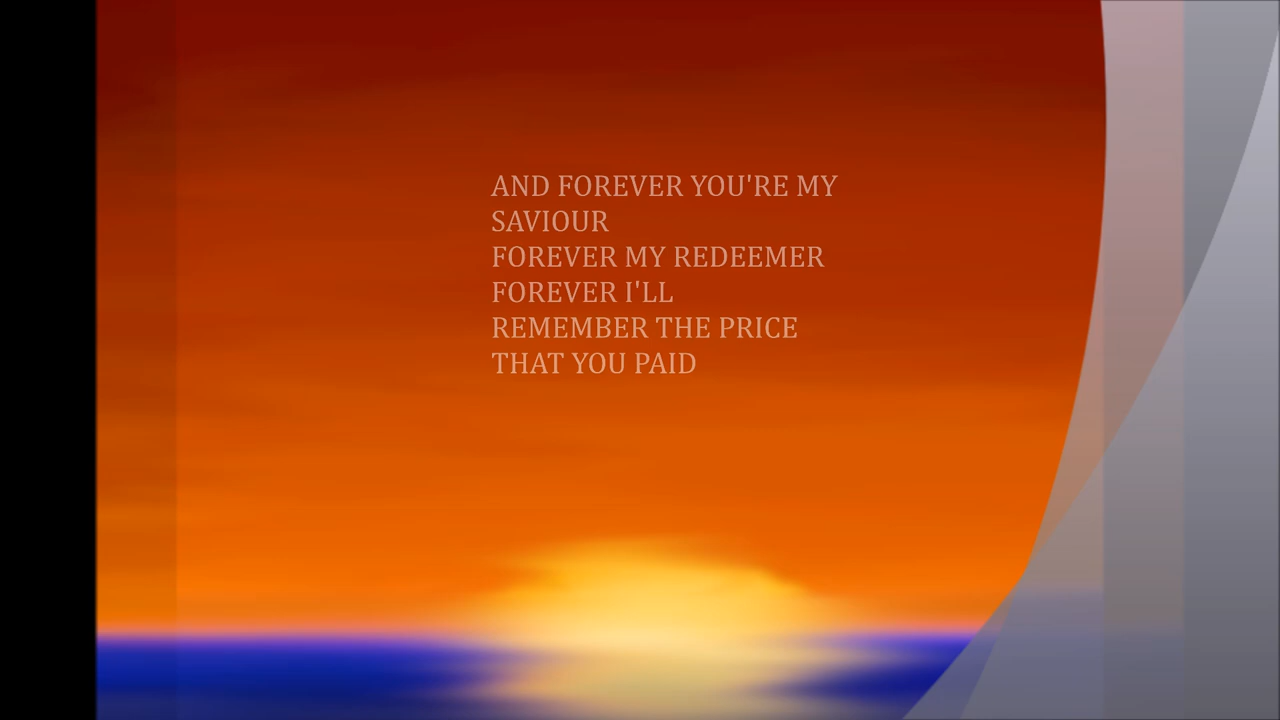 AND FOREVER YOU'RE MY
SAVIOUR
FOREVER MY REDEEMER
FOREVER I'LL
REMEMBER THE PRICE
THAT YOU PAID